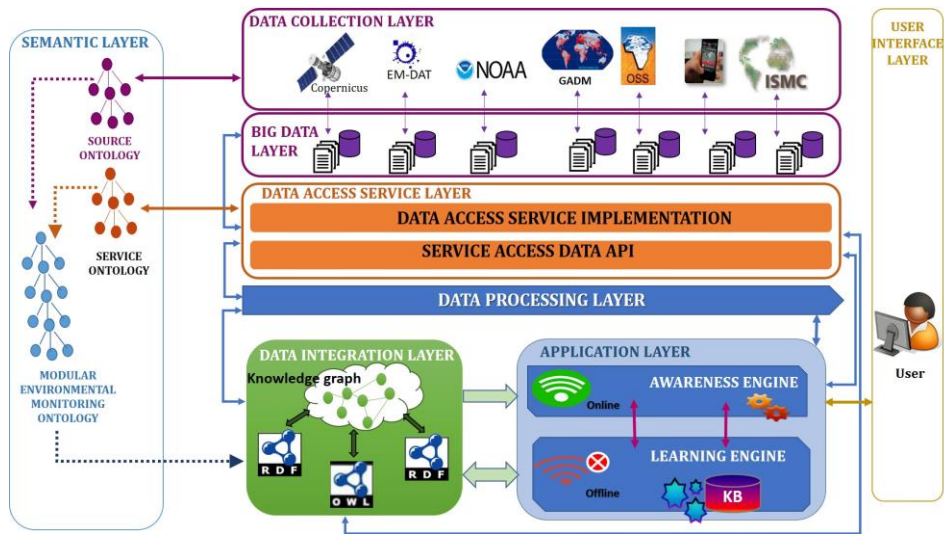 SEMANTIC LAYER
SOURCE
ONTOLOGY
SERVICE
ONTOLOGY
MODULAR
ENVIRONMENTAL
MONITORING
ONTOLOGY
DATA COLLECTION LAYER
Copernicus
EM-DAT
NOAA
GADM
OSS
ISMC
BIG DATA
LAYER
DATA ACCESS SERVICE LAYER
DATA ACCESS SERVICE IMPLEMENTATION
SERVICE ACCESS DATA API
DATA PROCESSING LAYER
DATA INTEGRATION LAYER
Knowledge graph
RDF
OWL
RDF
APPLICATION LAYER
AWARENESS ENGINE
Online
LEARNING ENGINE
Offline
KB
USER
INTERFACE
LAYER
User